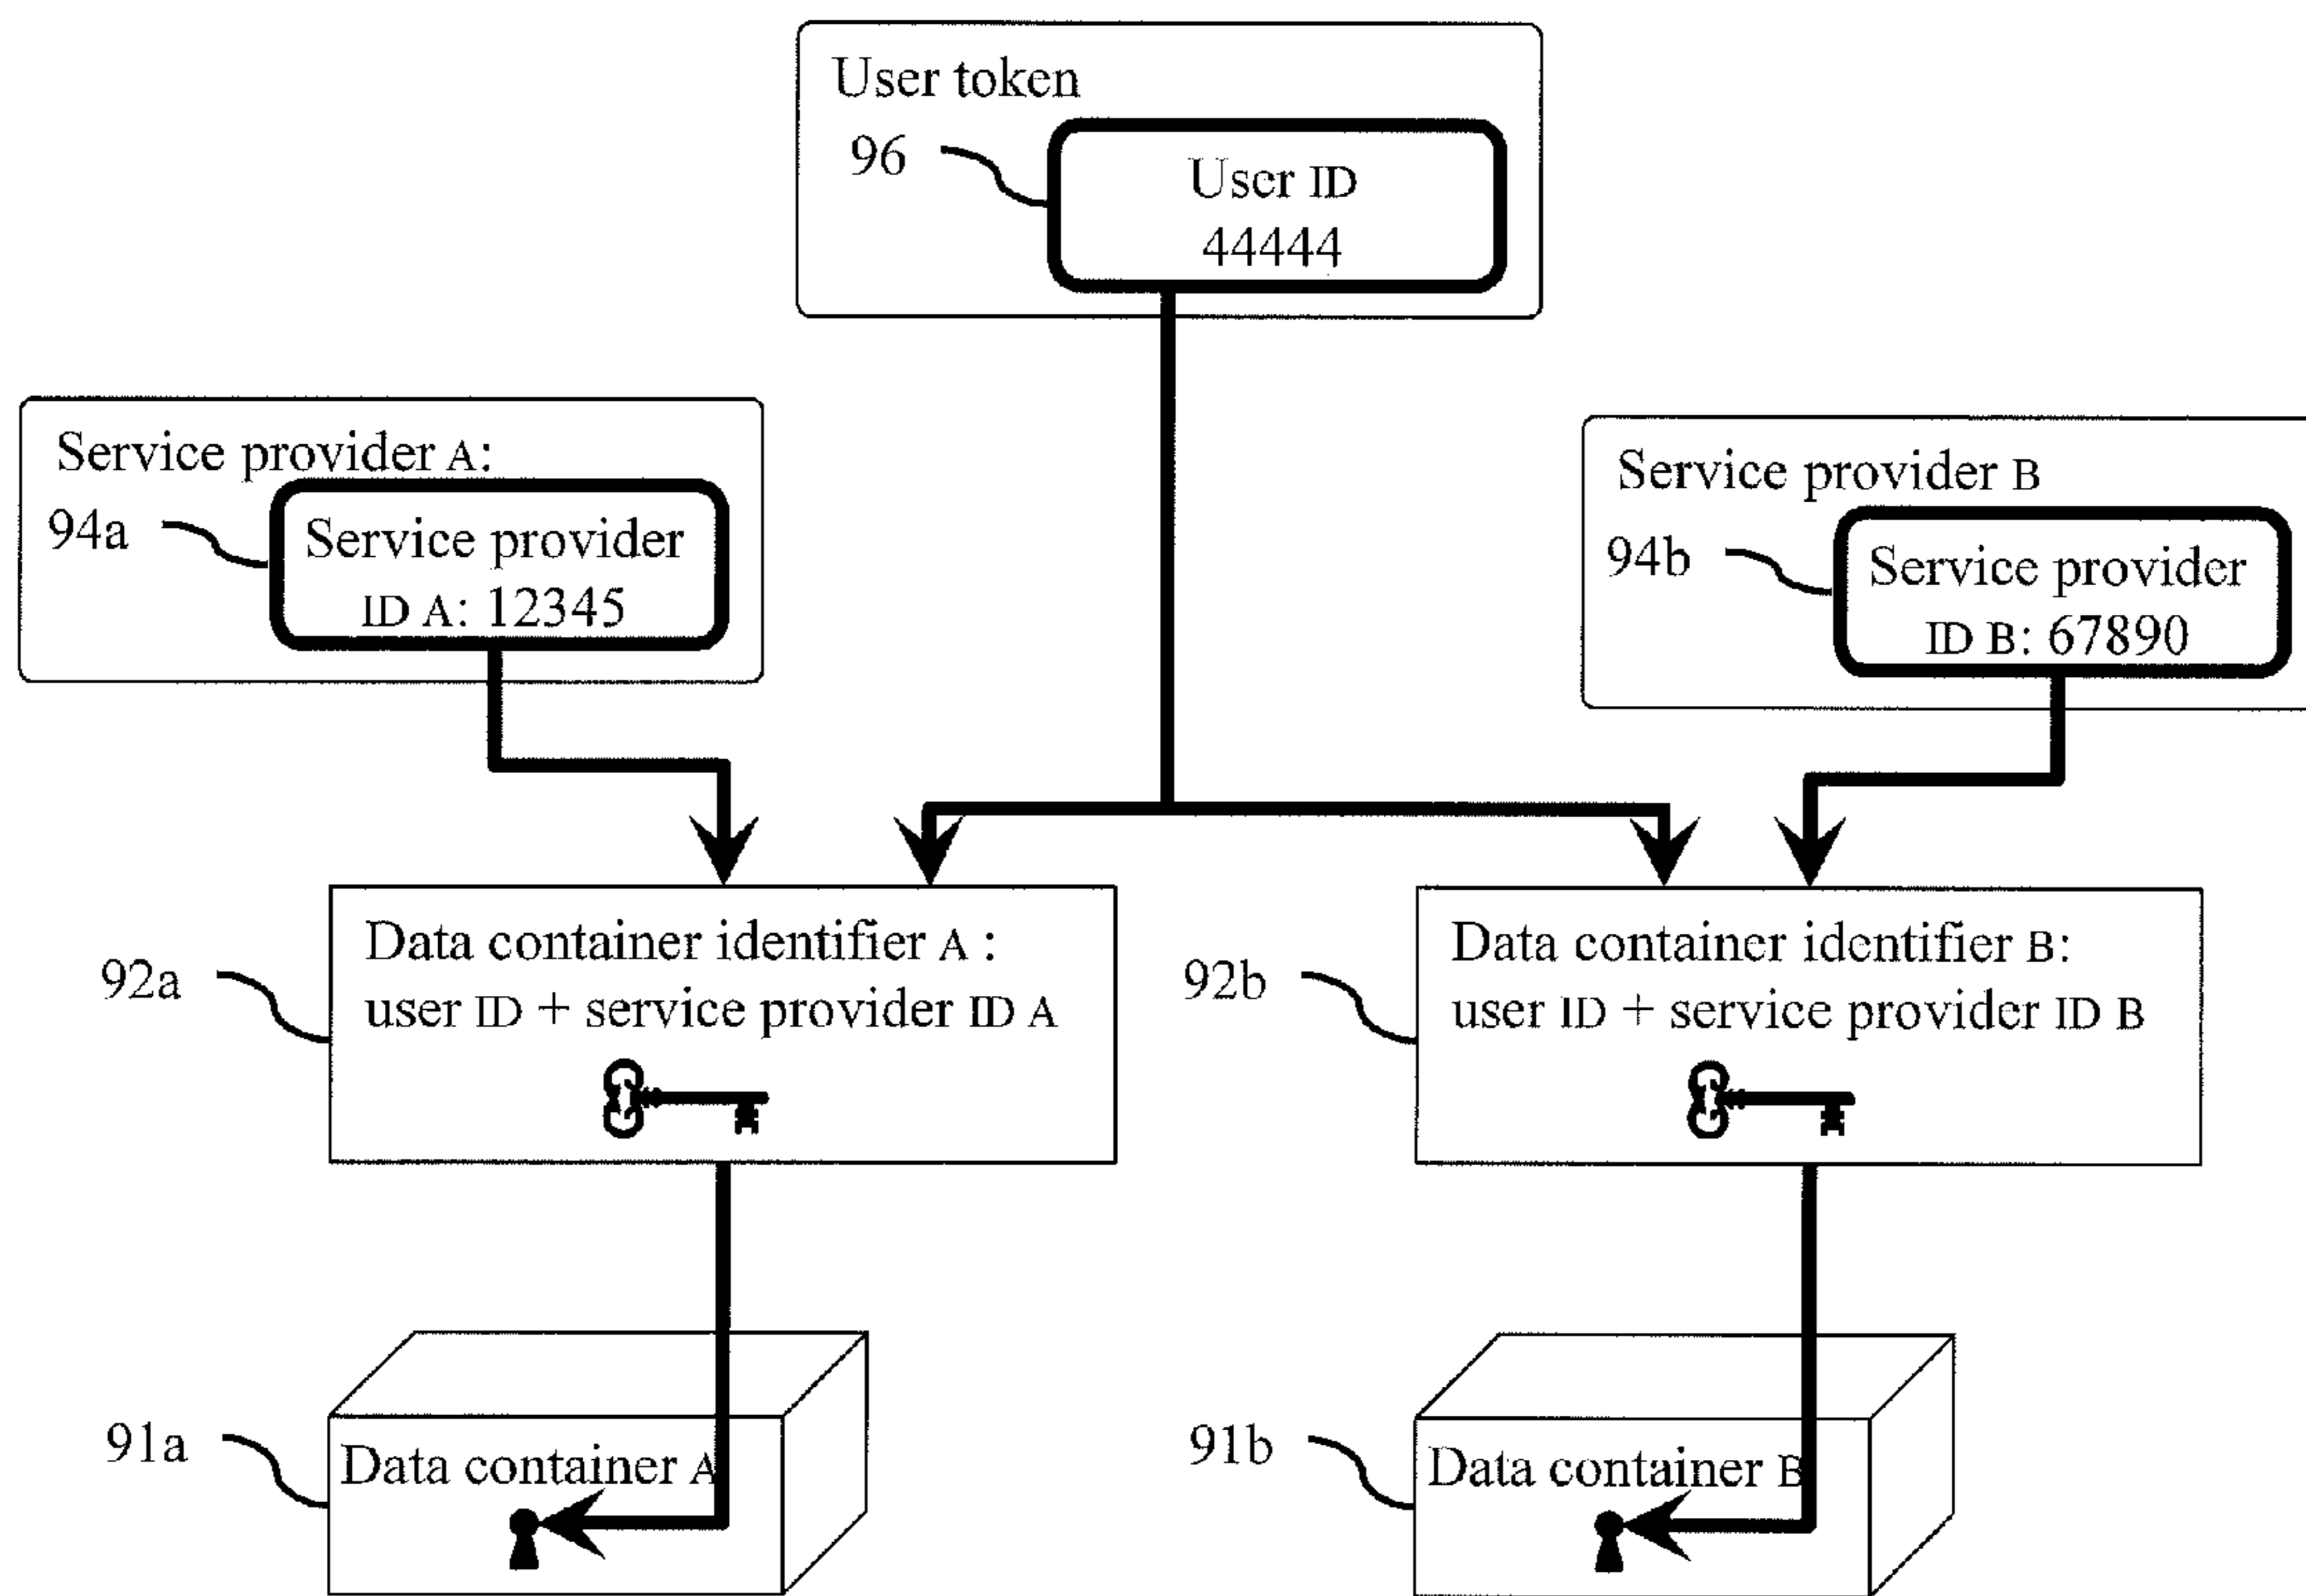 User token
96
User ID
44444
Service provider A:
94a
Service provider
ID A: 12345
Service provider B
94b
Service provider
ID B: 67890
92a
Data container identifier A :
user ID + service provider ID A
92b
Data container identifier B:
user ID + service provider ID B
91a
Data container A
91b
Data container B